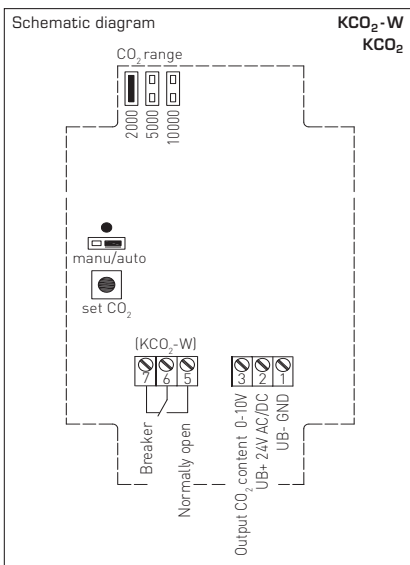 Schematic diagram
KCO₂-W
KCO₂
CO₂ range
2000
5000
10000
manu/auto
set CO₂
(KCO₂-W)
7 6 5
3 2 1
Breaker
Normally open
Output CO₂ content 0-10V
UB+ 24V AC/DC
UB- GND